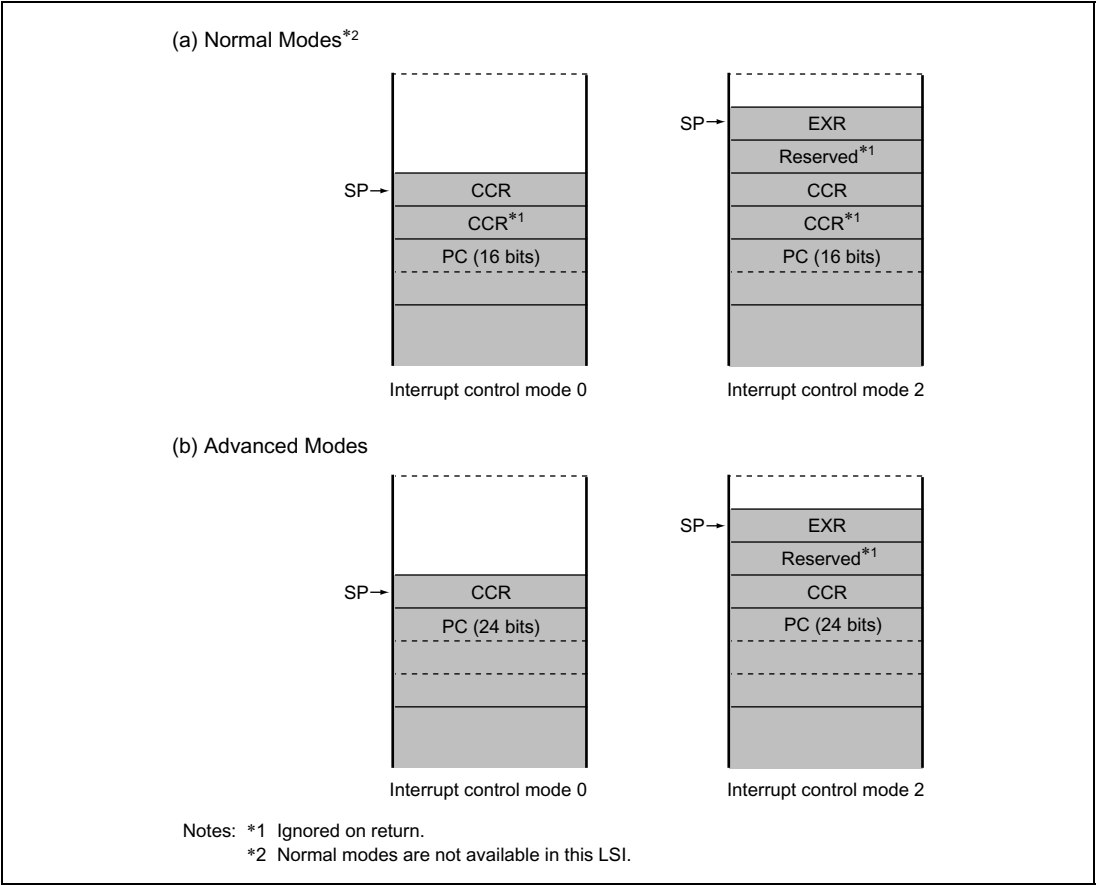 (a) Normal Modes*2
SP→ EXR
Reserved*1
SP→ CCR CCR
CCR*1 CCR*1
PC (16 bits) PC (16 bits)
Interrupt control mode 0 Interrupt control mode 2
(b) Advanced Modes
SP→ EXR
Reserved*1
SP→ CCR CCR
PC (24 bits) PC (24 bits)
Interrupt control mode 0 Interrupt control mode 2
Notes: *1 Ignored on return.
*2 Normal modes are not available in this LSI.